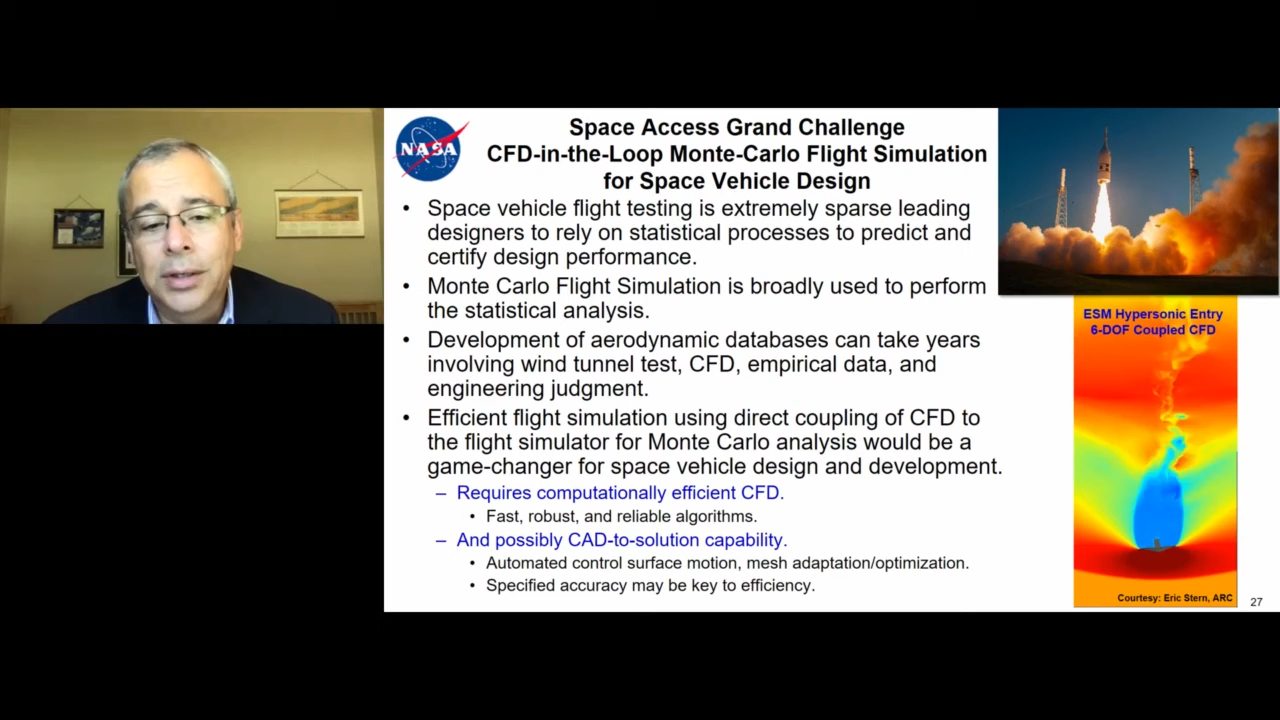 NASA
Space Access Grand Challenge
CFD-in-the-Loop Monte-Carlo Flight Simulation
for Space Vehicle Design
• Space vehicle flight testing is extremely sparse leading
designers to rely on statistical processes to predict and
certify design performance.
• Monte Carlo Flight Simulation is broadly used to perform
the statistical analysis.
• Development of aerodynamic databases can take years
involving wind tunnel test, CFD, empirical data, and
engineering judgment.
• Efficient flight simulation using direct coupling of CFD to
the flight simulator for Monte Carlo analysis would be a
game-changer for space vehicle design and development.
– Requires computationally efficient CFD.
• Fast, robust, and reliable algorithms.
– And possibly CAD-to-solution capability.
• Automated control surface motion, mesh adaptation/optimization.
• Specified accuracy may be key to efficiency.
ESM Hypersonic Entry
6-DOF Coupled CFD
Courtesy: Eric Stern, ARC
27